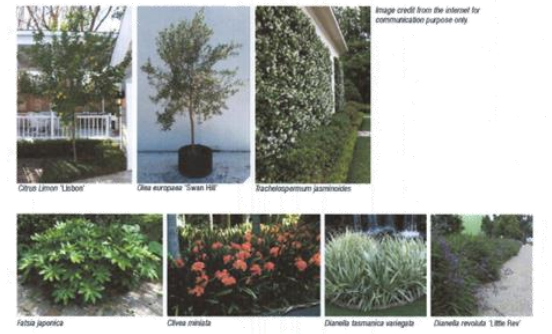 Image credit from the internet for
communication purpose only.
Citrus Limon 'Lisbon'
Olea europaea 'Swan Hill'
Trachelospermum jasminoides
Fatsia japonica
Clivea miniata
Dianella tasmanica variegata
Dianella revoluta 'Little Rev'